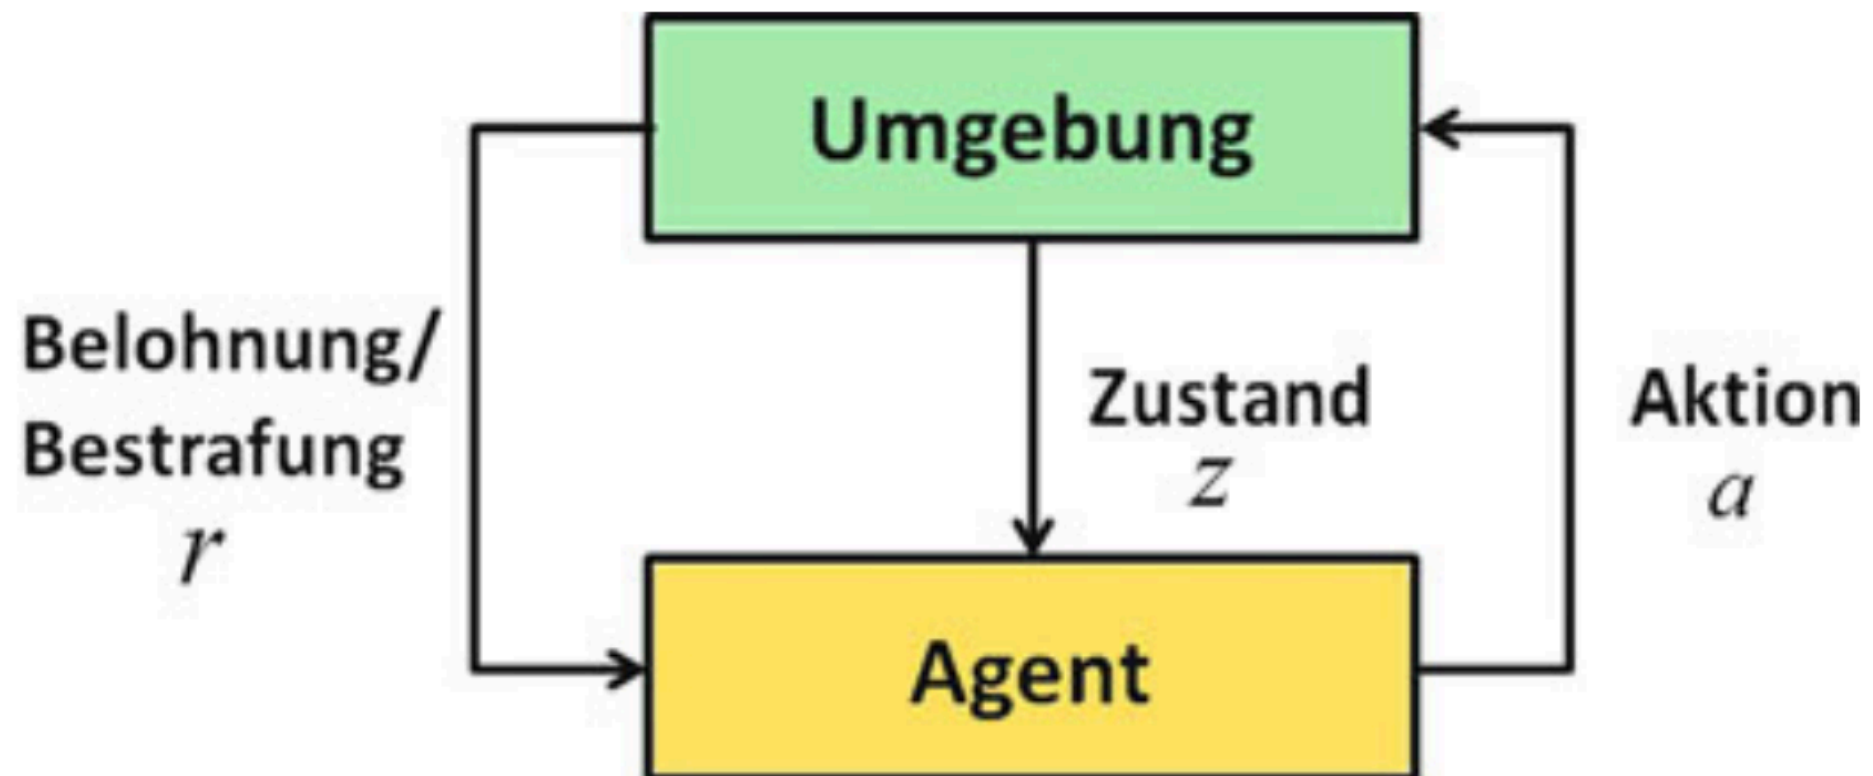 Umgebung
Belohnung/
Bestrafung
r
Zustand
z
Aktion
a
Agent